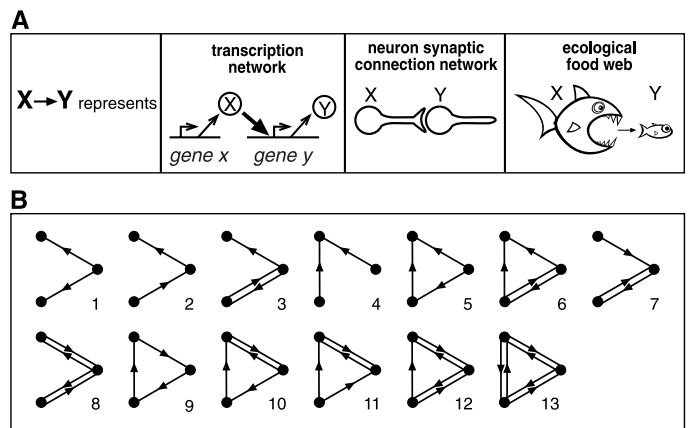 A
X→Y represents
transcription
network
X
Y
gene x
gene y
neuron synaptic
connection network
X
Y
ecological
food web
X
Y
B
1
2
3
4
5
6
7
8
9
10
11
12
13